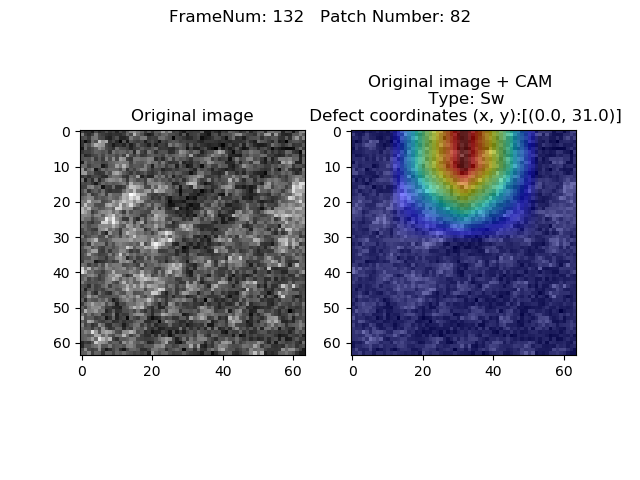 FrameNum: 132   Patch Number: 82
Original image
Original image + CAM
Type: Sw
Defect coordinates (x, y):[(0.0, 31.0)]
0
10
20
30
40
50
60
0 20 40 60
0
10
20
30
40
50
60
0 20 40 60